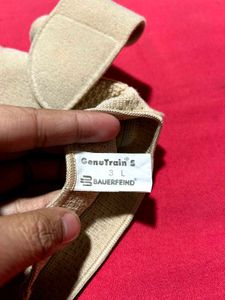 GenuTrain S
3 L
BAUERFEIND®